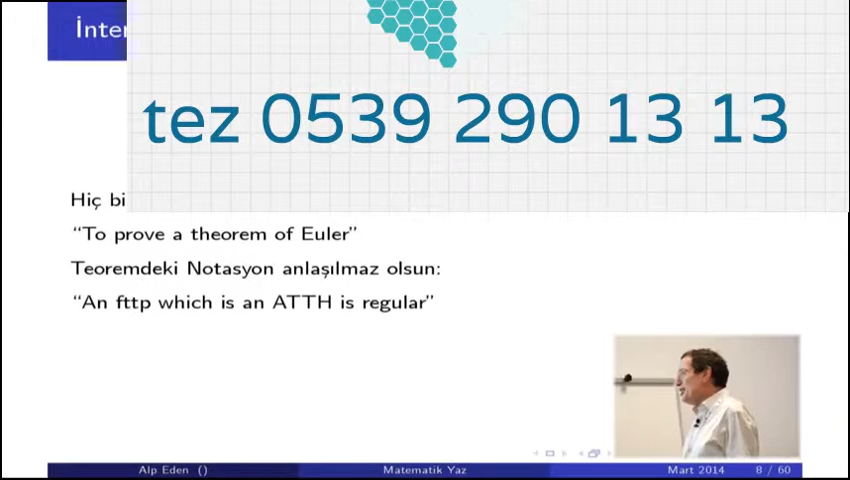 İnter
tez 0539 290 13 13
Hiç bi
“To prove a theorem of Euler”
Teoremdeki Notasyon anlaşılmaz olsun:
“An fttp which is an ATTH is regular”
Alp Eden () Matematik Yaz Mart 2014 8 / 60